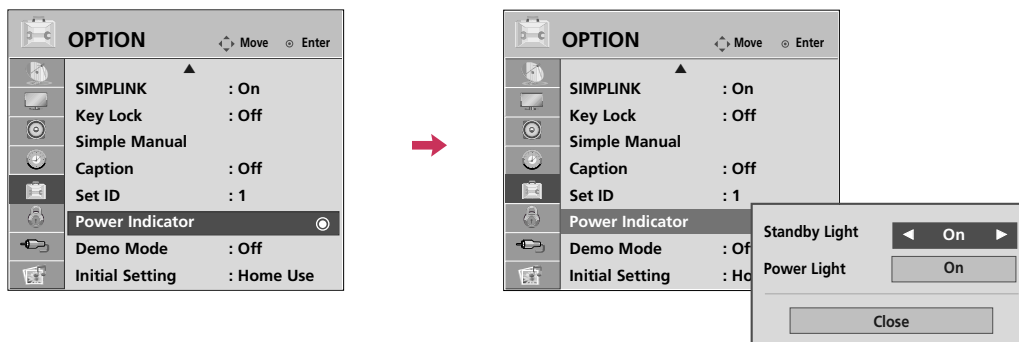 OPTION Move Enter
SIMPLINK : On
Key Lock : Off
Simple Manual
Caption : Off
Set ID : 1
Power Indicator
Demo Mode : Off
Initial Setting : Home Use
OPTION Move Enter
SIMPLINK : On
Key Lock : Off
Simple Manual
Caption : Off
Set ID : 1
Power Indicator
Demo Mode : Of
Initial Setting : Ho
Standby Light ◀ On ▶
Power Light On
Close